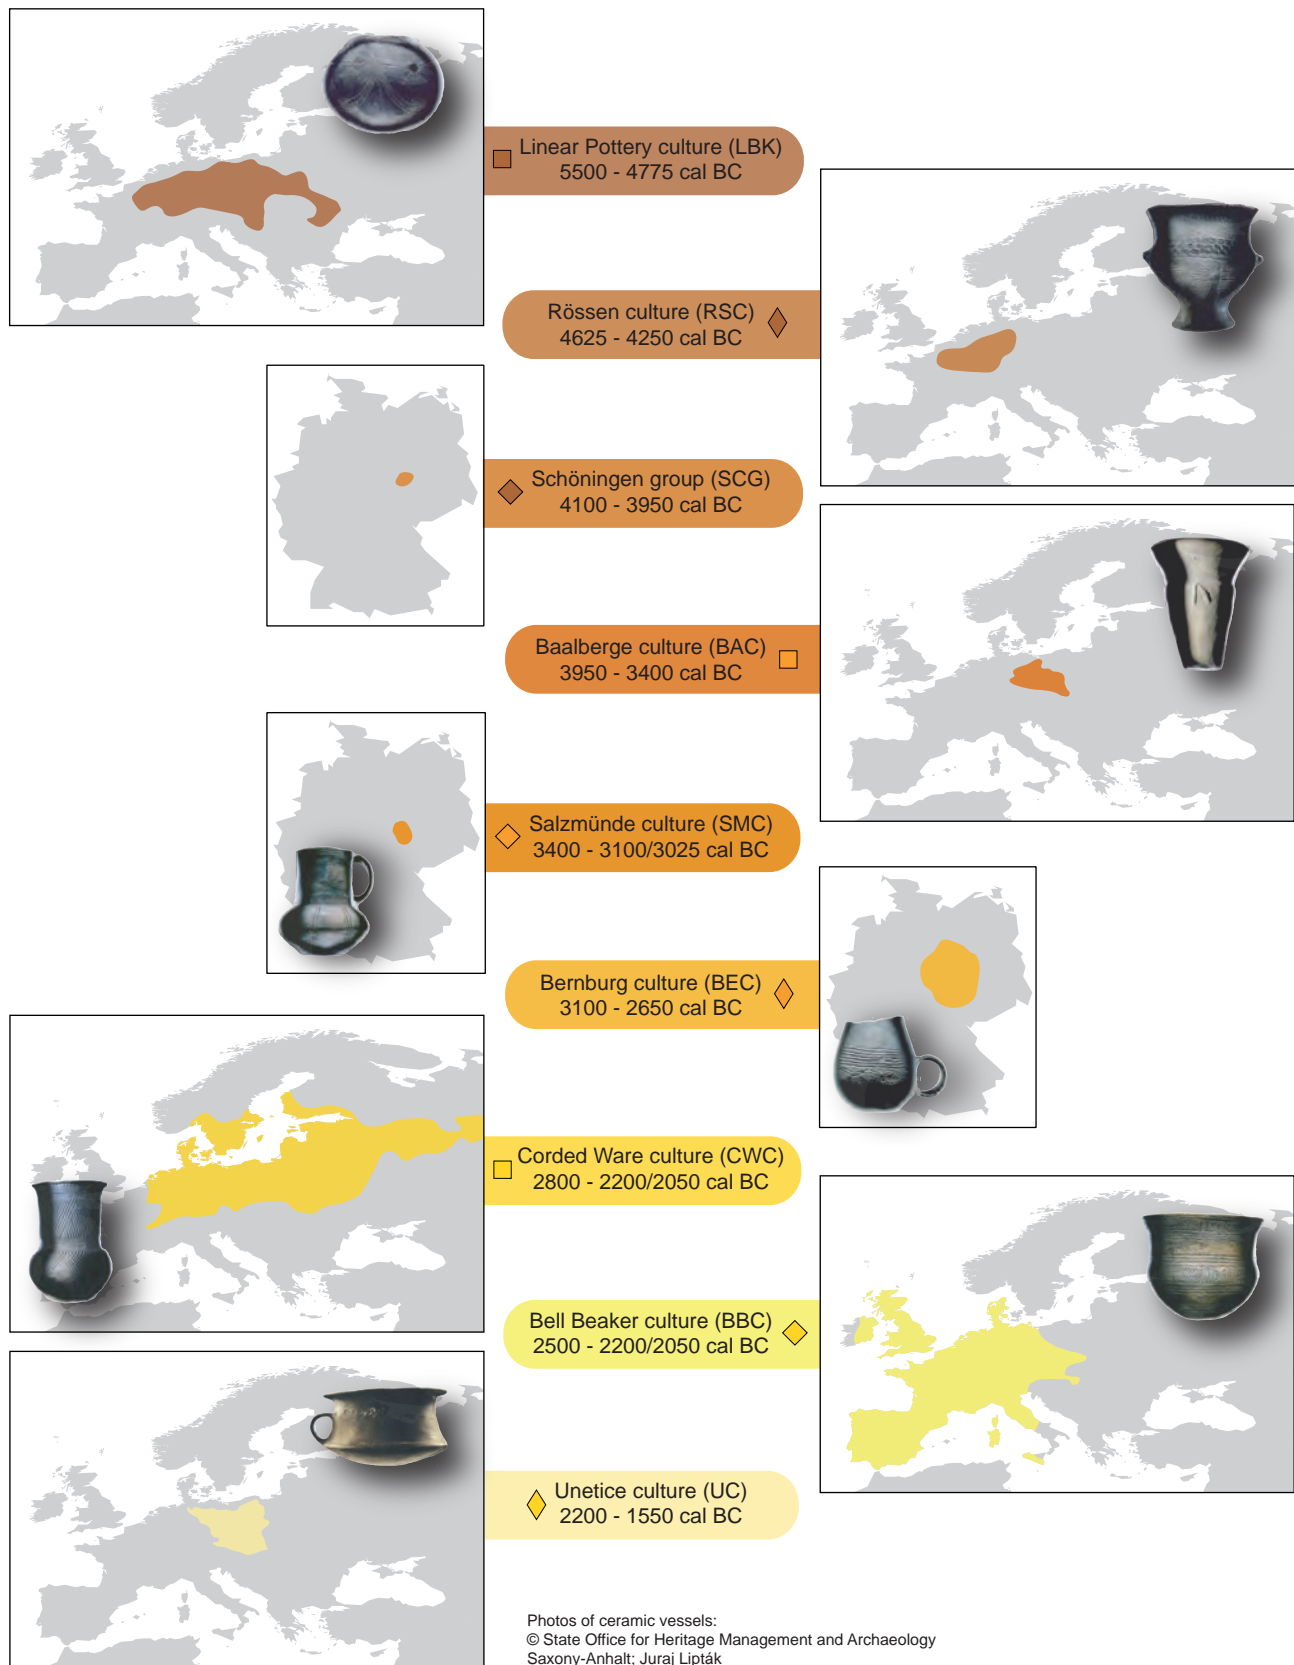 Linear Pottery culture (LBK)
5500 - 4775 cal BC
Rössen culture (RSC)
4625 - 4250 cal BC
Schöningen group (SCG)
4100 - 3950 cal BC
Baalberge culture (BAC)
3950 - 3400 cal BC
Salzmünde culture (SMC)
3400 - 3100/3025 cal BC
Bernburg culture (BEC)
3100 - 2650 cal BC
Corded Ware culture (CWC)
2800 - 2200/2050 cal BC
Bell Beaker culture (BBC)
2500 - 2200/2050 cal BC
Unetice culture (UC)
2200 - 1550 cal BC
Photos of ceramic vessels:
© State Office for Heritage Management and Archaeology
Saxony-Anhalt; Juraj Lipták